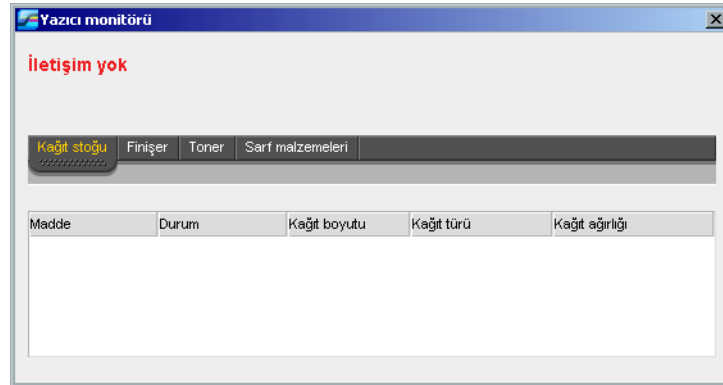 Yazıcı monitörü
İletişim yok
Kağıt stoğu Finişer Toner Sarf malzemeleri
Madde Durum Kağıt boyutu Kağıt türü Kağıt ağırlığı